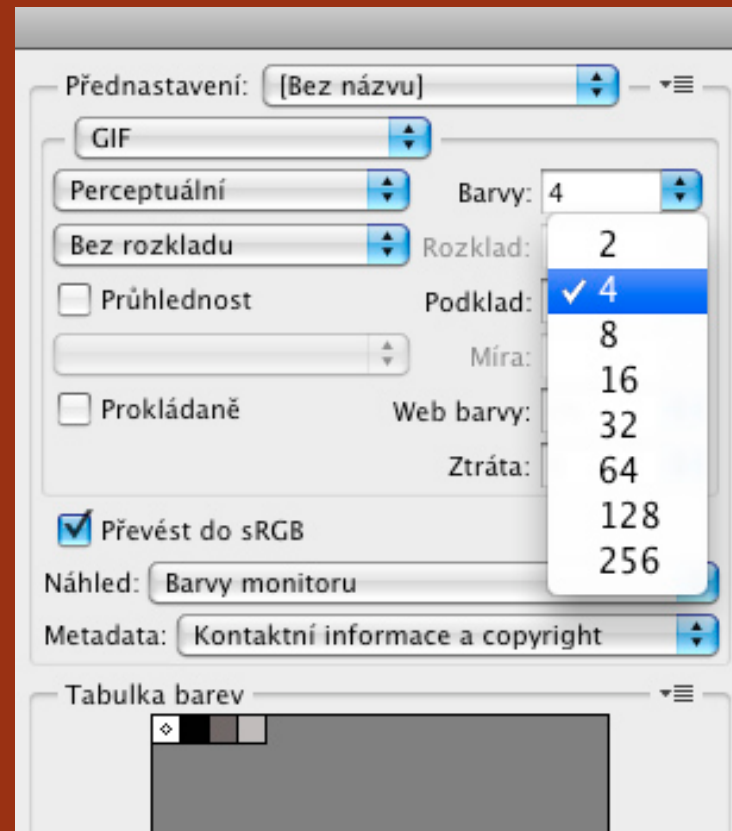 Přednastavení: [Bez názvu]
GIF
Perceptuální Barvy: 4
Bez rozkladu Rozklad:
Průhlednost Podklad:
Míra:
Prokládaně Web barvy:
Ztráta:
2
4
8
16
32
64
128
256
Převést do sRGB
Náhled: Barvy monitoru
Metadata: Kontaktní informace a copyright
Tabulka barev